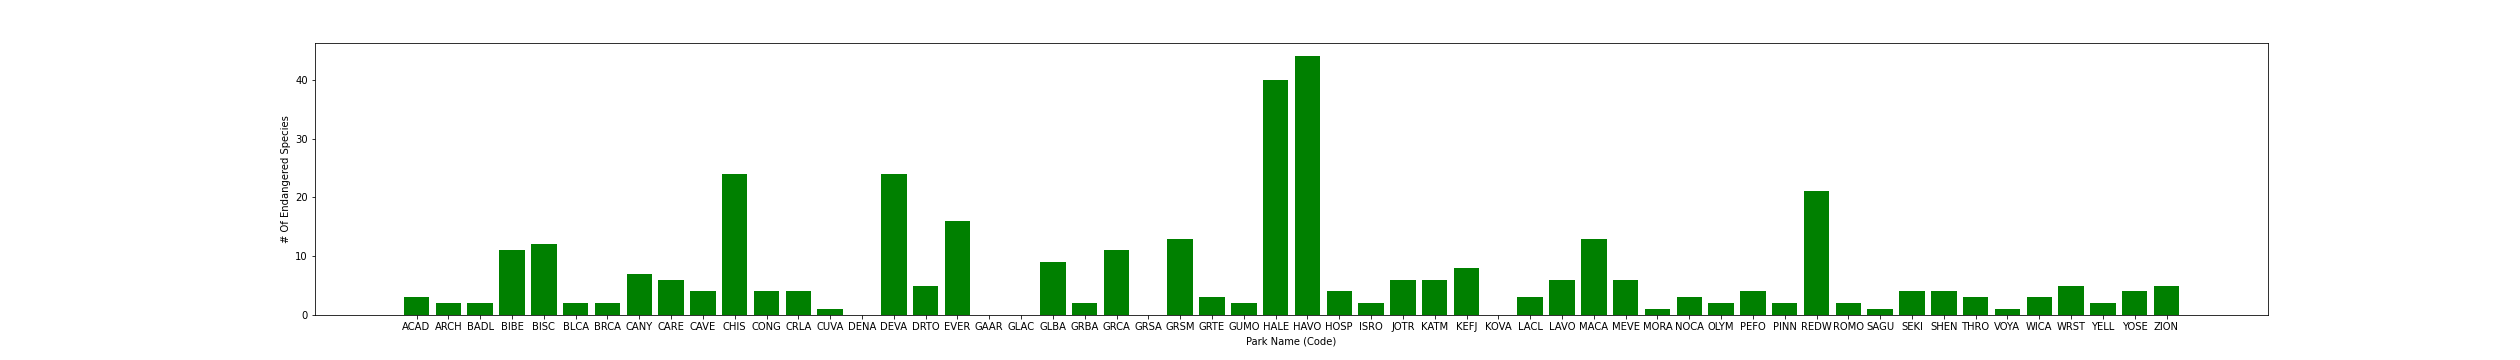 # Of Endangered Species
40
30
20
10
0
ACAD ARCH BADL BIBE BISC BLCA BRCA CANY CARE CAVE CHIS CONG CRLA CUVA DENA DEVA DRTO EVER GAAR GLAC GLBA GRBA GRCA GRSA GRSM GRTE GUMO HALE HAVO HOSP ISRO JOTR KATM KEFJ KOVA LACL LAVO MACA MEVE MORA NOCA OLYM PEFO PINN REDW ROMO SAGU SEKI SHEN THRO VOYA WICA WRST YELL YOSE ZION
Park Name (Code)